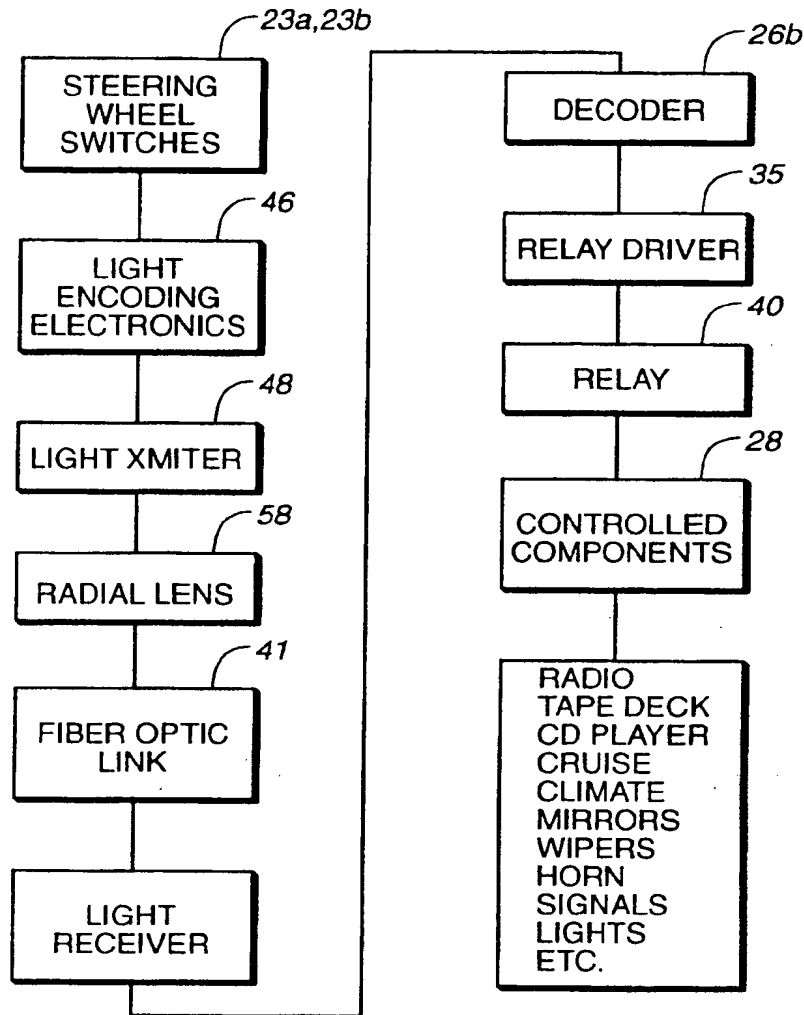 23a,23b
STEERING
WHEEL
SWITCHES
46
LIGHT
ENCODING
ELECTRONICS
48
LIGHT XMITER
58
RADIAL LENS
41
FIBER OPTIC
LINK
LIGHT
RECEIVER
26b
DECODER
35
RELAY DRIVER
40
RELAY
28
CONTROLLED
COMPONENTS
RADIO
TAPE DECK
CD PLAYER
CRUISE
CLIMATE
MIRRORS
WIPERS
HORN
SIGNALS
LIGHTS
ETC.